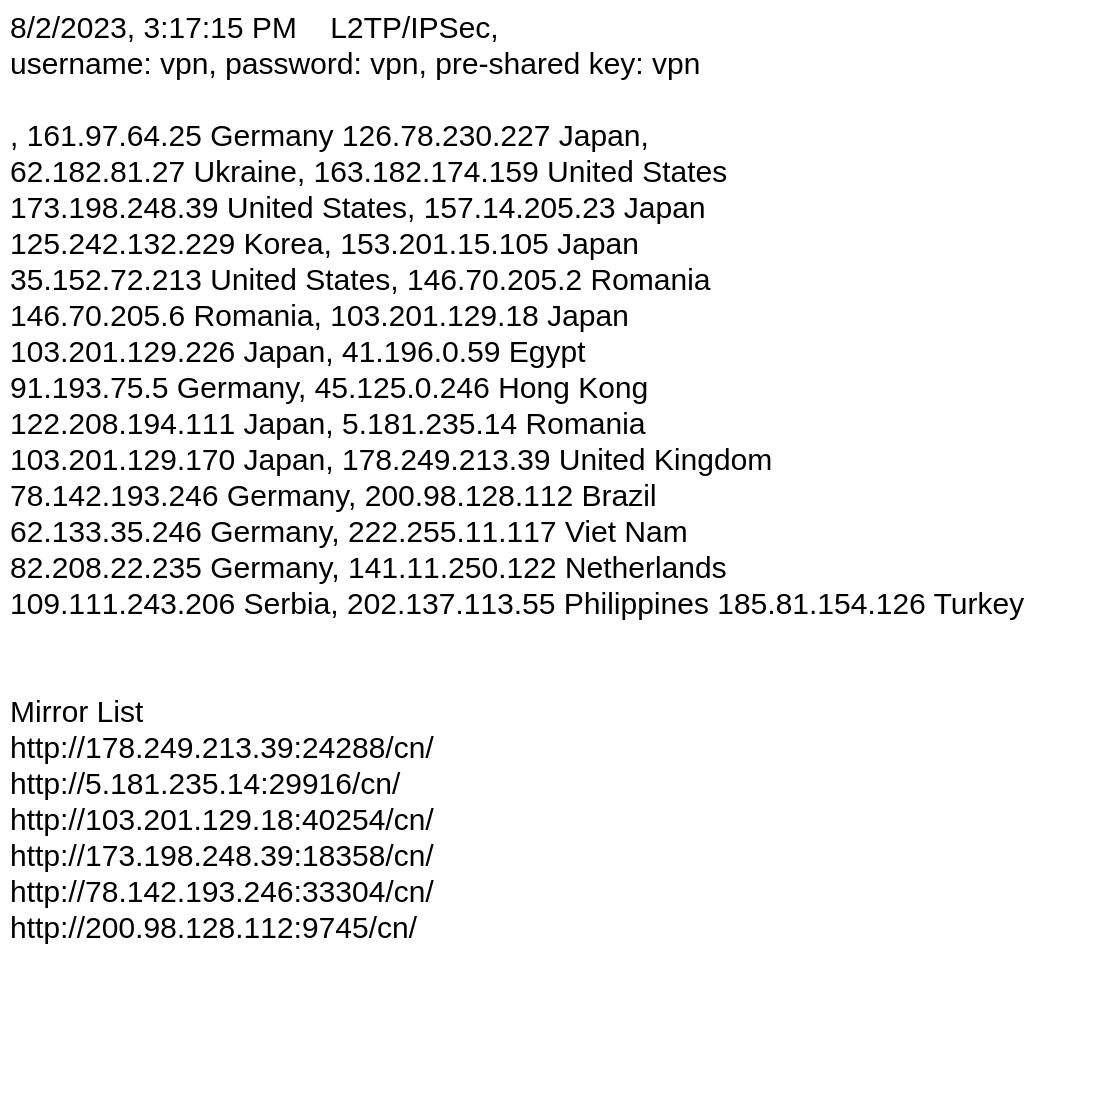 8/2/2023, 3:17:15 PM    L2TP/IPSec,
username: vpn, password: vpn, pre-shared key: vpn
, 161.97.64.25 Germany 126.78.230.227 Japan,
62.182.81.27 Ukraine, 163.182.174.159 United States
173.198.248.39 United States, 157.14.205.23 Japan
125.242.132.229 Korea, 153.201.15.105 Japan
35.152.72.213 United States, 146.70.205.2 Romania
146.70.205.6 Romania, 103.201.129.18 Japan
103.201.129.226 Japan, 41.196.0.59 Egypt
91.193.75.5 Germany, 45.125.0.246 Hong Kong
122.208.194.111 Japan, 5.181.235.14 Romania
103.201.129.170 Japan, 178.249.213.39 United Kingdom
78.142.193.246 Germany, 200.98.128.112 Brazil
62.133.35.246 Germany, 222.255.11.117 Viet Nam
82.208.22.235 Germany, 141.11.250.122 Netherlands
109.111.243.206 Serbia, 202.137.113.55 Philippines 185.81.154.126 Turkey
Mirror List
http://178.249.213.39:24288/cn/
http://5.181.235.14:29916/cn/
http://103.201.129.18:40254/cn/
http://173.198.248.39:18358/cn/
http://78.142.193.246:33304/cn/
http://200.98.128.112:9745/cn/